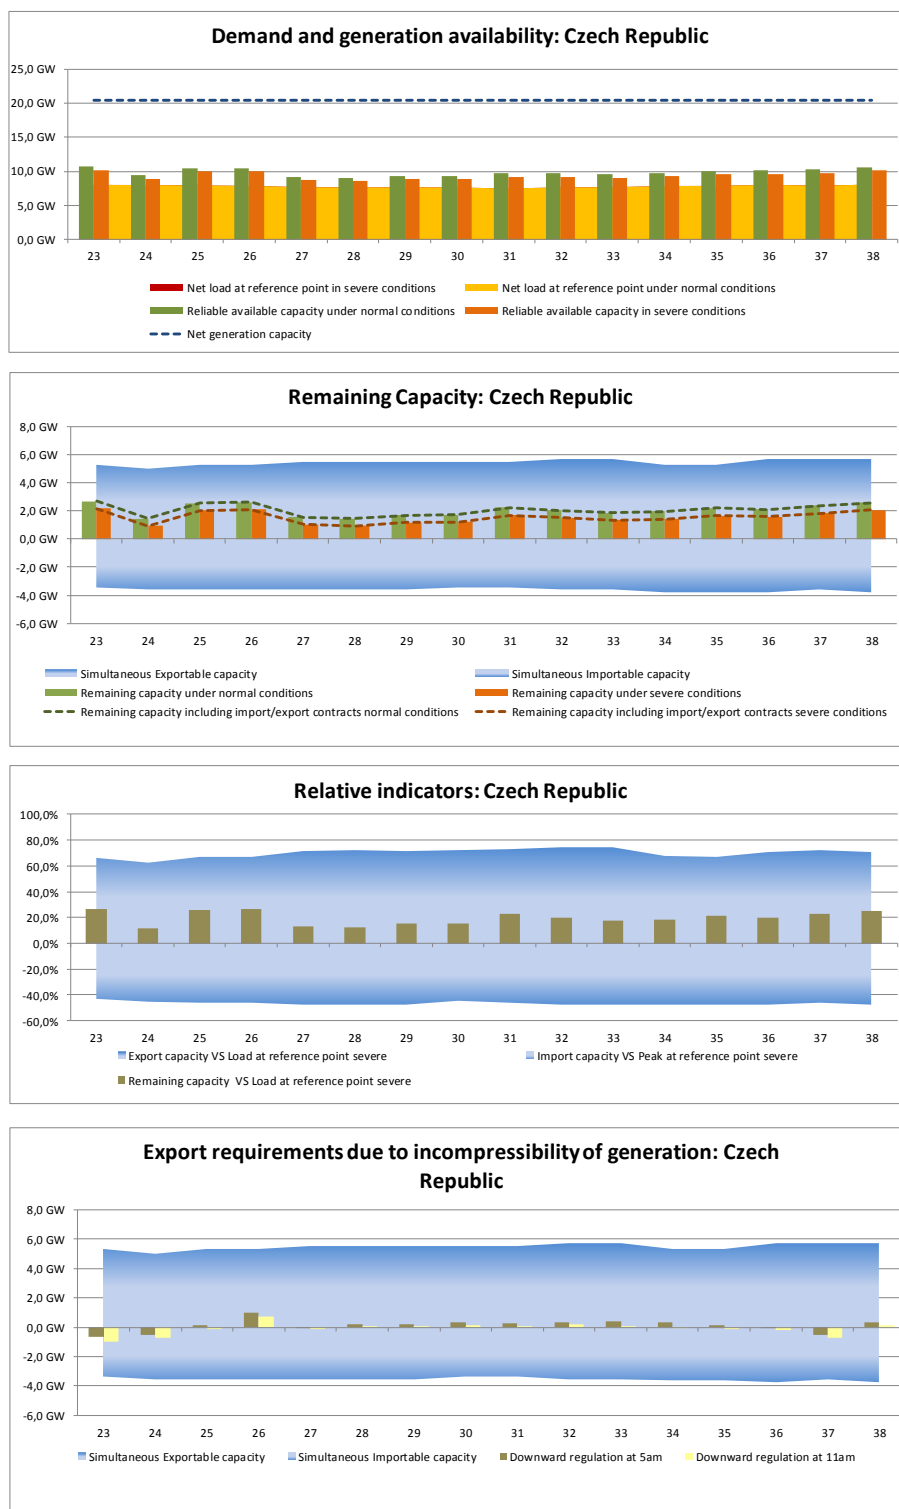 Demand and generation availability: Czech Republic
25,0 GW
20,0 GW
15,0 GW
10,0 GW
5,0 GW
0,0 GW
23 24 25 26 27 28 29 30 31 32 33 34 35 36 37 38
Net load at reference point in severe conditions Net load at reference point under normal conditions
Reliable available capacity under normal conditions Reliable available capacity in severe conditions
Net generation capacity
Remaining Capacity: Czech Republic
8,0 GW
6,0 GW
4,0 GW
2,0 GW
0,0 GW
-2,0 GW
-4,0 GW
-6,0 GW
23 24 25 26 27 28 29 30 31 32 33 34 35 36 37 38
Simultaneous Exportable capacity Simultaneous Importable capacity
Remaining capacity under normal conditions Remaining capacity under severe conditions
Remaining capacity including import/export contracts normal conditions Remaining capacity including import/export contracts severe conditions
Relative indicators: Czech Republic
100,0%
80,0%
60,0%
40,0%
20,0%
0,0%
-20,0%
-40,0%
-60,0%
23 24 25 26 27 28 29 30 31 32 33 34 35 36 37 38
Export capacity VS Load at reference point severe Import capacity VS Peak at reference point severe
Remaining capacity VS Load at reference point severe
Export requirements due to incompressibility of generation: Czech
Republic
8,0 GW
6,0 GW
4,0 GW
2,0 GW
0,0 GW
-2,0 GW
-4,0 GW
-6,0 GW
23 24 25 26 27 28 29 30 31 32 33 34 35 36 37 38
Simultaneous Exportable capacity Simultaneous Importable capacity Downward regulation at 5am Downward regulation at 11am